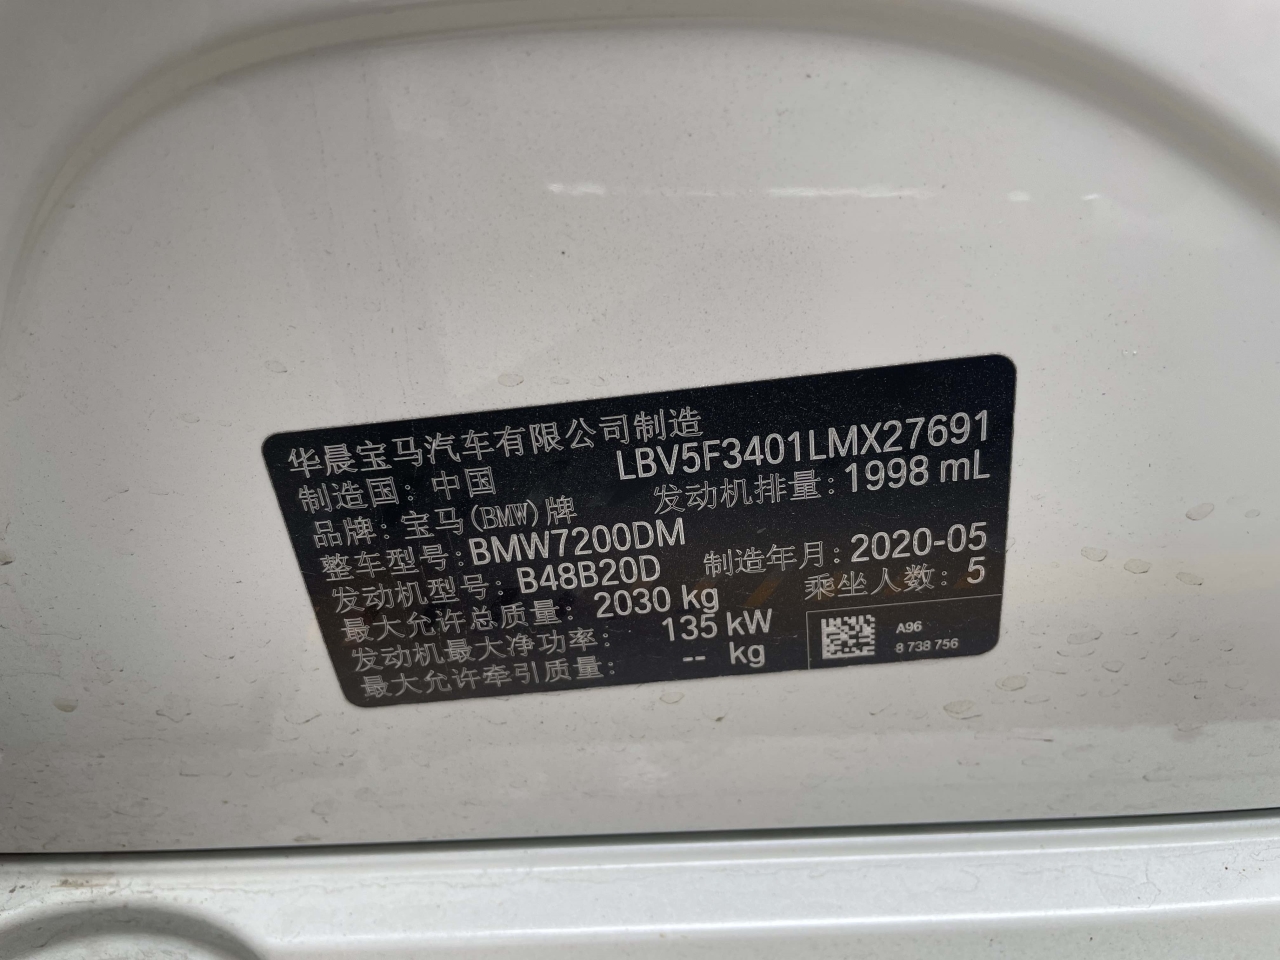 华晨宝马汽车有限公司制造
制造国：中国 LBV5F3401LMX27691
品牌：宝马(BMW)牌 发动机排量：1998 mL
整车型号：BMW7200DM
发动机型号：B48B20D 制造年月：2020-05
最大允许总质量：2030 kg 乘坐人数：5
发动机最大净功率：135 kW
最大允许牵引质量：-- kg
A96
8 738 756